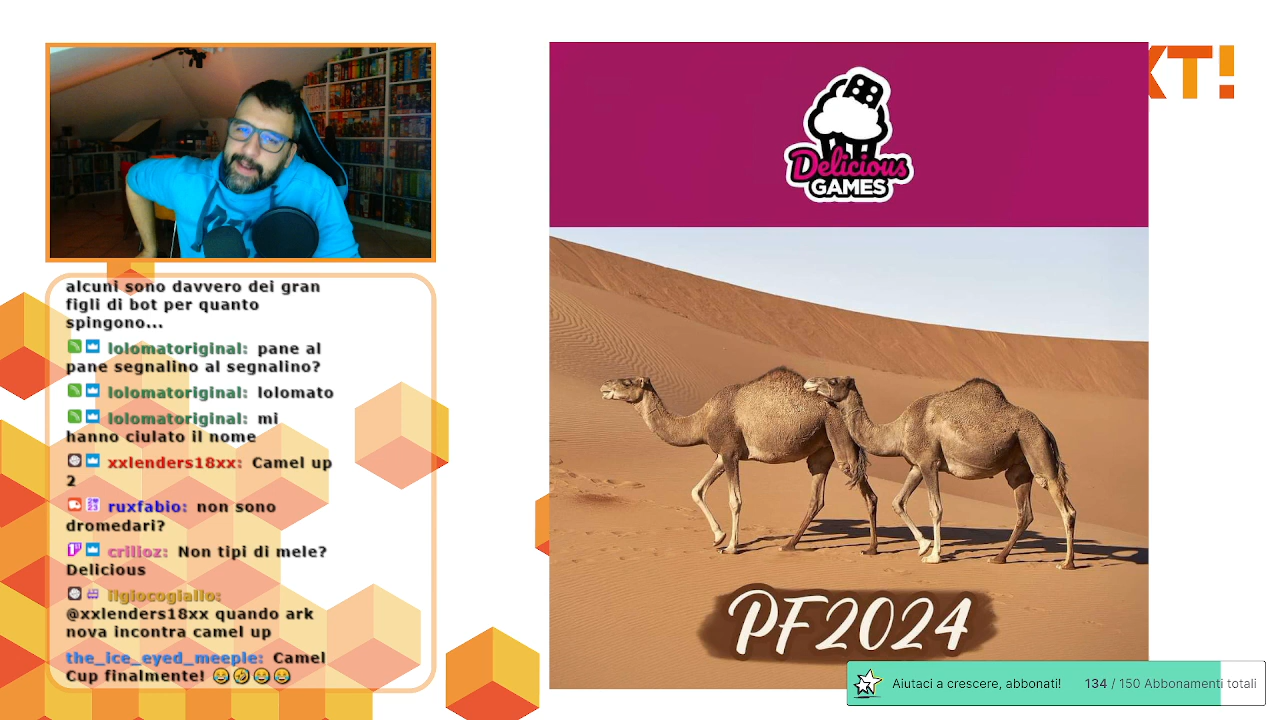 XT!
Delicious
GAMES
alcuni sono davvero dei gran
figli di bot per quanto
spingono...
lolomatoriginal: pane al
pane segnalino al segnalino?
lolomatoriginal: lolomato
lolomatoriginal: mi
hanno ciulato il nome
xxlenders18xx: Camel up
2
ruxfabio: non sono
dromedari?
crilloz: Non tipi di mele?
Delicious
ilgiocogiallo:
@xxlenders18xx quando ark
nova incontra camel up
the_ice_eyed_meeple: Camel
Cup finalmente! 😂🤣😂😂
PF2024
7
Aiutaci a crescere, abbonati! 134 / 150 Abbonamenti totali